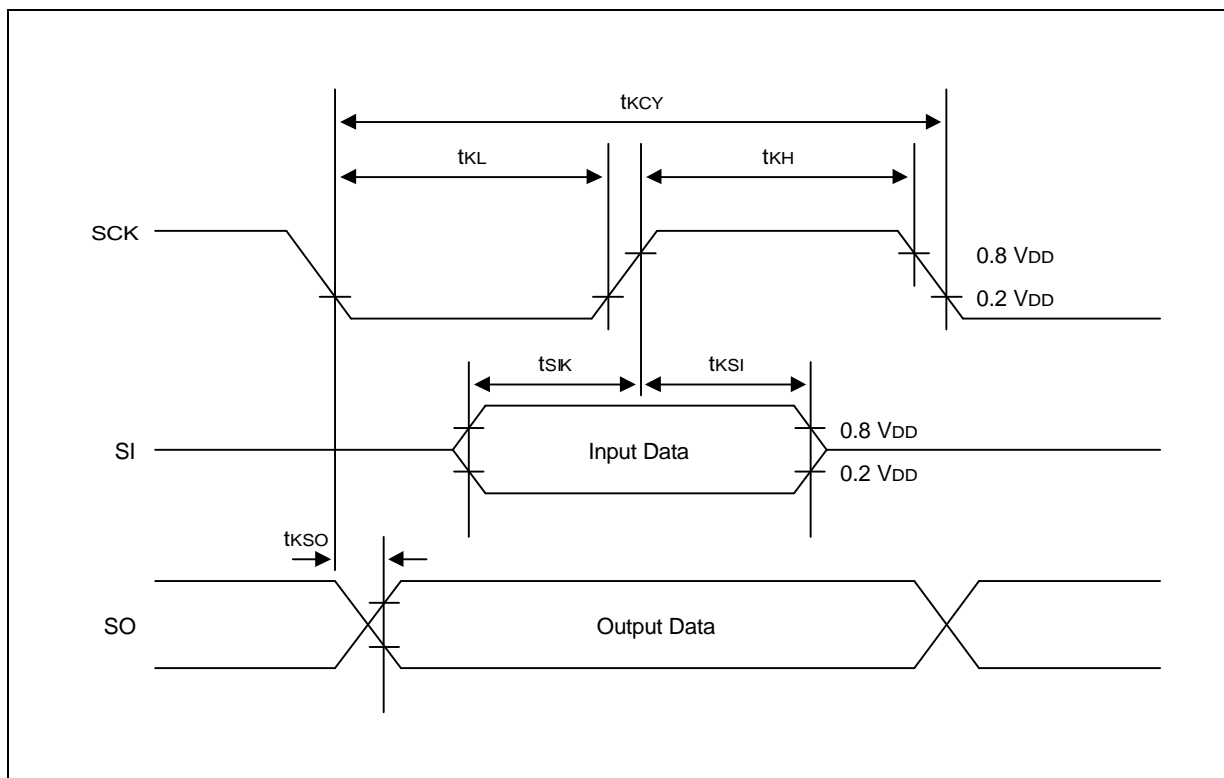 tKCY
tKL
tKH
SCK
0.8 VDD
0.2 VDD
tSIK
tKSI
SI
Input Data
0.8 VDD
0.2 VDD
tKSO
SO
Output Data